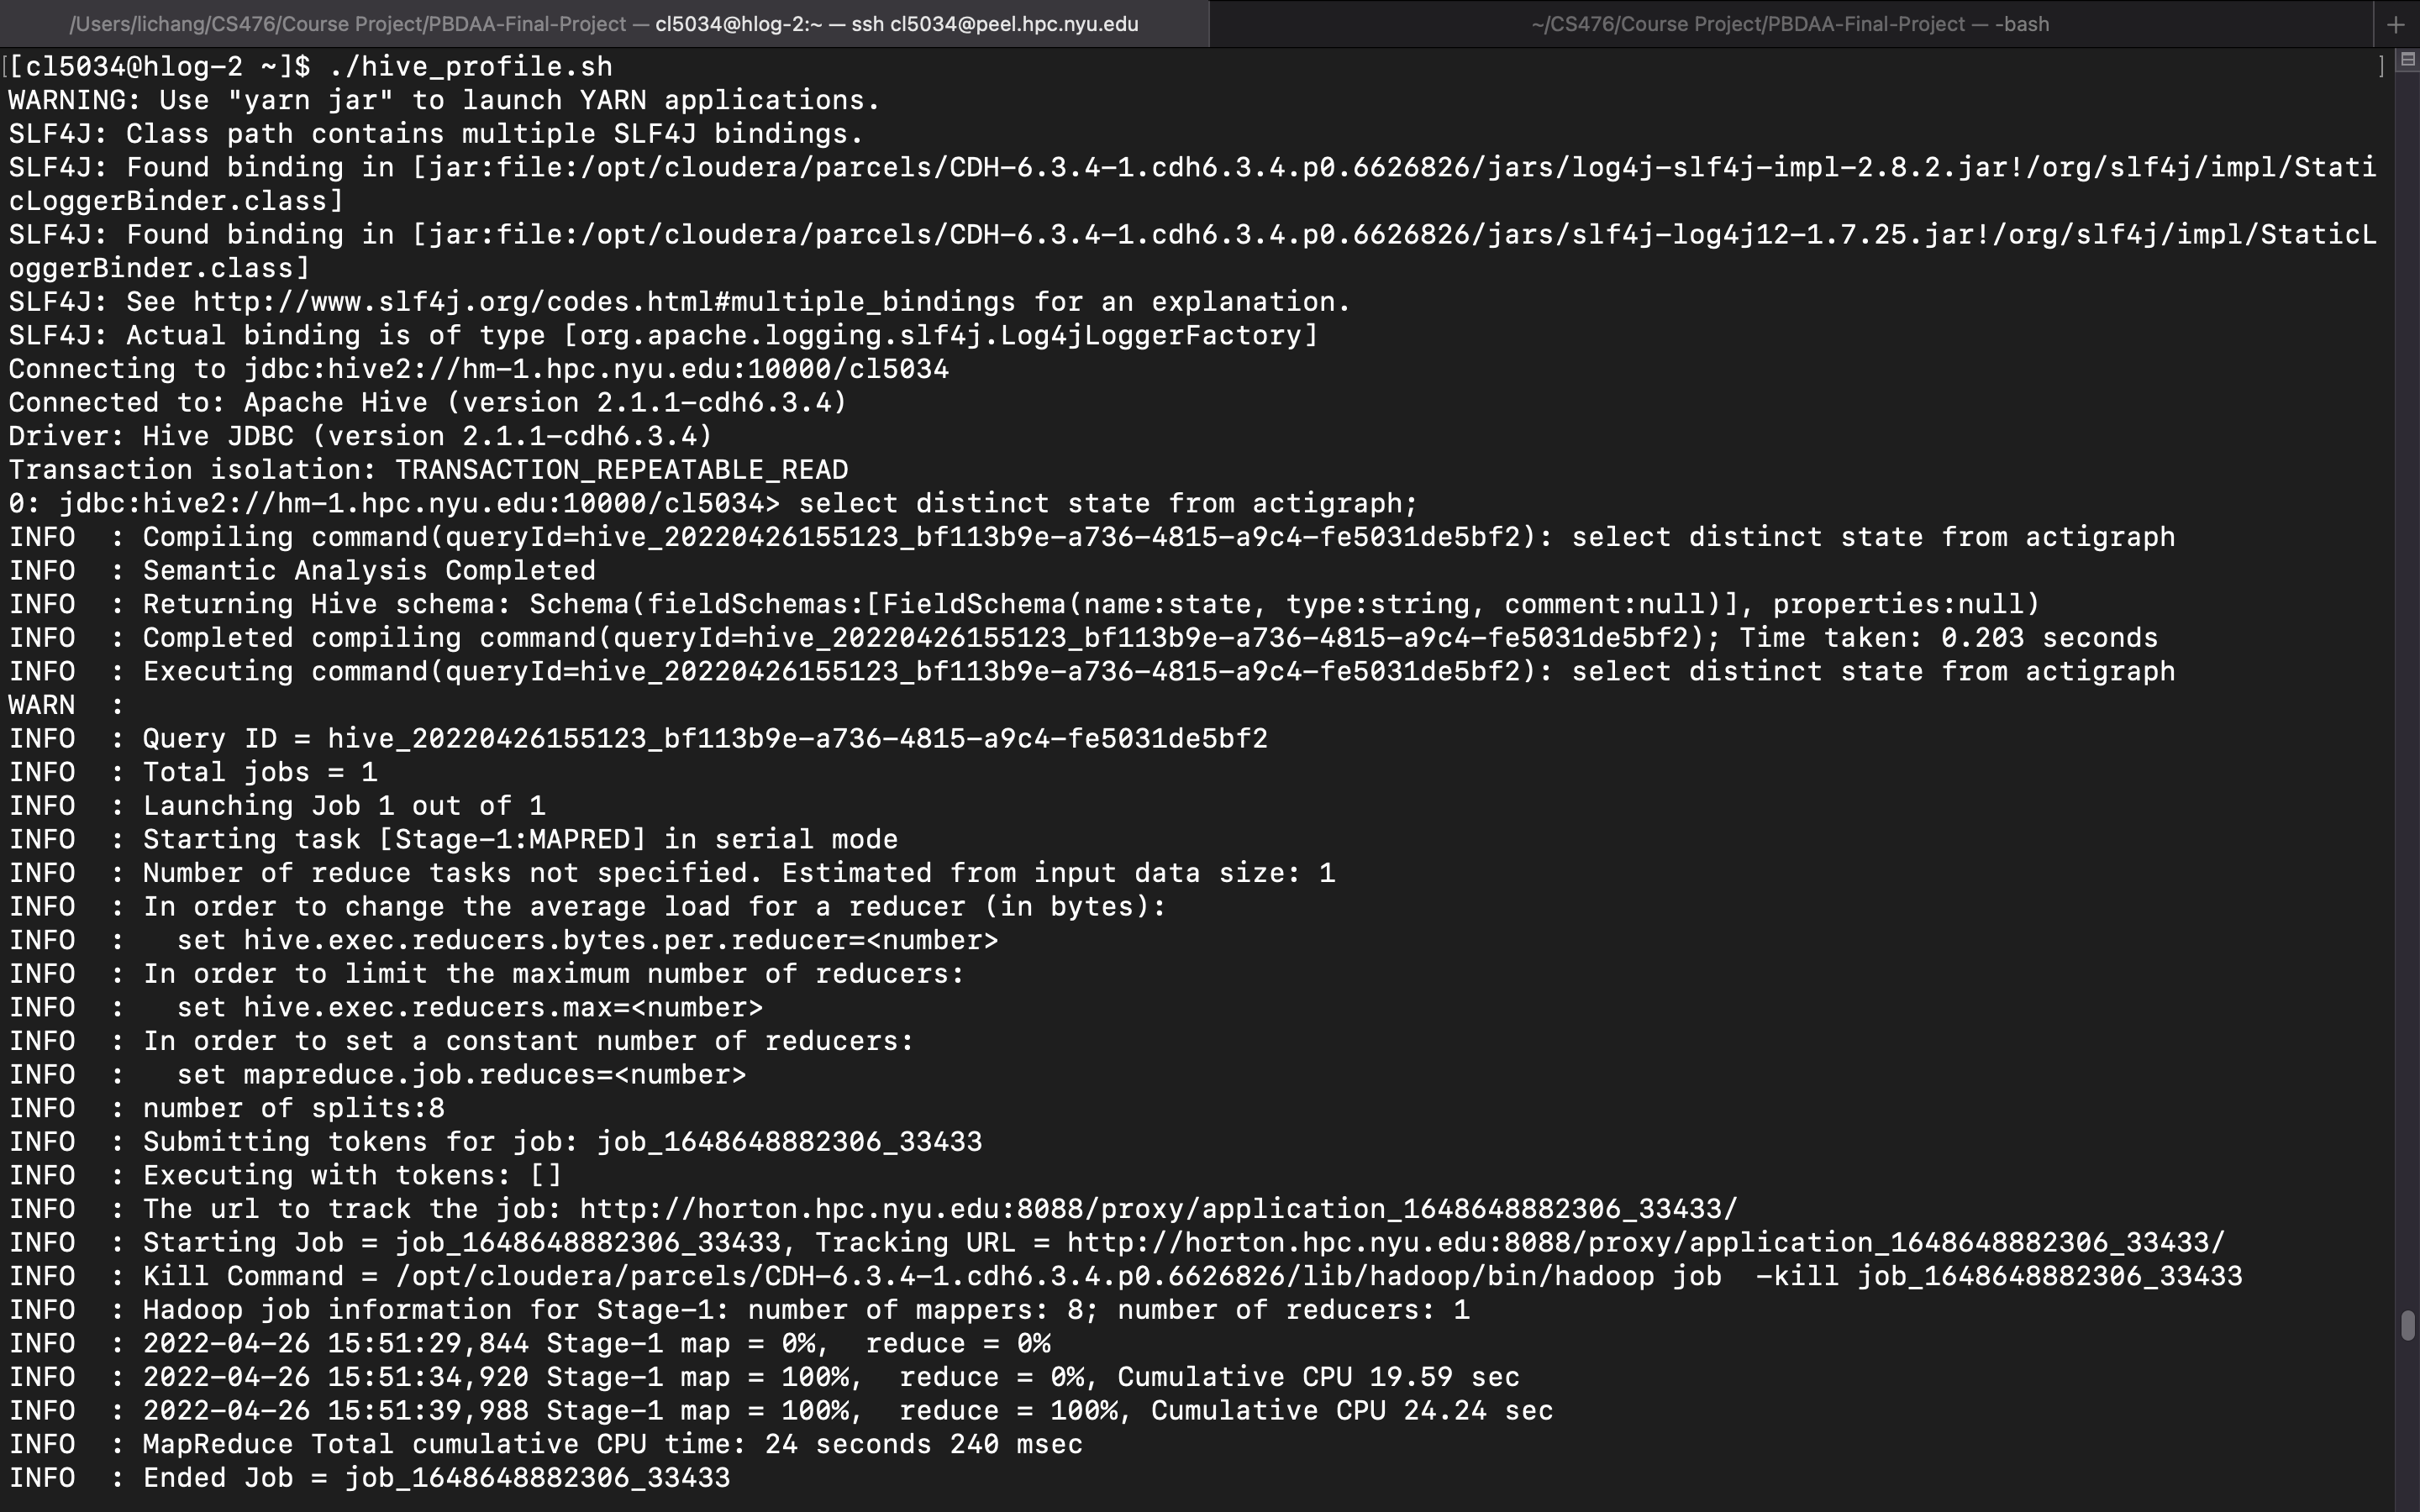 /Users/lichang/CS476/Course Project/PBDAA-Final-Project — cl5034@hlog-2:~ — ssh cl5034@peel.hpc.nyu.edu
~/CS476/Course Project/PBDAA-Final-Project — -bash
+
[[cl5034@hlog-2 ~]$ ./hive_profile.sh ]
WARNING: Use "yarn jar" to launch YARN applications.
SLF4J: Class path contains multiple SLF4J bindings.
SLF4J: Found binding in [jar:file:/opt/cloudera/parcels/CDH-6.3.4-1.cdh6.3.4.p0.6626826/jars/log4j-slf4j-impl-2.8.2.jar!/org/slf4j/impl/Stati
cLoggerBinder.class]
SLF4J: Found binding in [jar:file:/opt/cloudera/parcels/CDH-6.3.4-1.cdh6.3.4.p0.6626826/jars/slf4j-log4j12-1.7.25.jar!/org/slf4j/impl/StaticL
oggerBinder.class]
SLF4J: See http://www.slf4j.org/codes.html#multiple_bindings for an explanation.
SLF4J: Actual binding is of type [org.apache.logging.slf4j.Log4jLoggerFactory]
Connecting to jdbc:hive2://hm-1.hpc.nyu.edu:10000/cl5034
Connected to: Apache Hive (version 2.1.1-cdh6.3.4)
Driver: Hive JDBC (version 2.1.1-cdh6.3.4)
Transaction isolation: TRANSACTION_REPEATABLE_READ
0: jdbc:hive2://hm-1.hpc.nyu.edu:10000/cl5034> select distinct state from actigraph;
INFO  : Compiling command(queryId=hive_20220426155123_bf113b9e-a736-4815-a9c4-fe5031de5bf2): select distinct state from actigraph
INFO  : Semantic Analysis Completed
INFO  : Returning Hive schema: Schema(fieldSchemas:[FieldSchema(name:state, type:string, comment:null)], properties:null)
INFO  : Completed compiling command(queryId=hive_20220426155123_bf113b9e-a736-4815-a9c4-fe5031de5bf2); Time taken: 0.203 seconds
INFO  : Executing command(queryId=hive_20220426155123_bf113b9e-a736-4815-a9c4-fe5031de5bf2): select distinct state from actigraph
WARN  :
INFO  : Query ID = hive_20220426155123_bf113b9e-a736-4815-a9c4-fe5031de5bf2
INFO  : Total jobs = 1
INFO  : Launching Job 1 out of 1
INFO  : Starting task [Stage-1:MAPRED] in serial mode
INFO  : Number of reduce tasks not specified. Estimated from input data size: 1
INFO  : In order to change the average load for a reducer (in bytes):
INFO  :   set hive.exec.reducers.bytes.per.reducer=<number>
INFO  : In order to limit the maximum number of reducers:
INFO  :   set hive.exec.reducers.max=<number>
INFO  : In order to set a constant number of reducers:
INFO  :   set mapreduce.job.reduces=<number>
INFO  : number of splits:8
INFO  : Submitting tokens for job: job_1648648882306_33433
INFO  : Executing with tokens: []
INFO  : The url to track the job: http://horton.hpc.nyu.edu:8088/proxy/application_1648648882306_33433/
INFO  : Starting Job = job_1648648882306_33433, Tracking URL = http://horton.hpc.nyu.edu:8088/proxy/application_1648648882306_33433/
INFO  : Kill Command = /opt/cloudera/parcels/CDH-6.3.4-1.cdh6.3.4.p0.6626826/lib/hadoop/bin/hadoop job  -kill job_1648648882306_33433
INFO  : Hadoop job information for Stage-1: number of mappers: 8; number of reducers: 1
INFO  : 2022-04-26 15:51:29,844 Stage-1 map = 0%,  reduce = 0%
INFO  : 2022-04-26 15:51:34,920 Stage-1 map = 100%,  reduce = 0%, Cumulative CPU 19.59 sec
INFO  : 2022-04-26 15:51:39,988 Stage-1 map = 100%,  reduce = 100%, Cumulative CPU 24.24 sec
INFO  : MapReduce Total cumulative CPU time: 24 seconds 240 msec
INFO  : Ended Job = job_1648648882306_33433